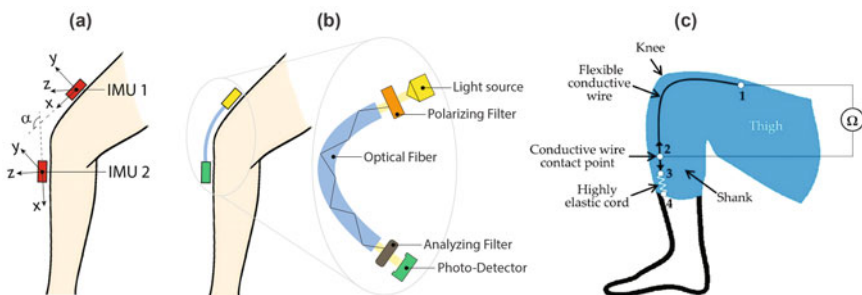 (a)
y
z
x
IMU 1
α
y
z
x
IMU 2
(b)
Light source
Polarizing Filter
Optical Fiber
Analyzing Filter
Photo-Detector
(c)
Knee
Flexible
conductive
wire
1
Ω
Thigh
Conductive wire
contact point
2
3
Highly
elastic cord
4
Shank